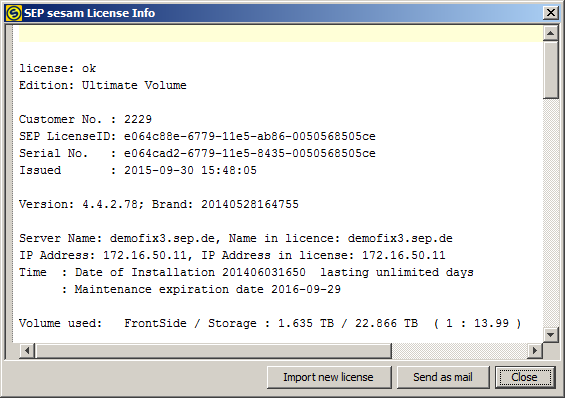 SEP sesam License Info
license: ok
Edition: Ultimate Volume
Customer No. : 2229
SEP LicenseID: e064c88e-6779-11e5-ab86-0050568505ce
Serial No.   : e064cad2-6779-11e5-8435-0050568505ce
Issued       : 2015-09-30 15:48:05
Version: 4.4.2.78; Brand: 20140528164755
Server Name: demofix3.sep.de, Name in licence: demofix3.sep.de
IP Address: 172.16.50.11, IP Address in license: 172.16.50.11
Time  : Date of Installation 201406031650  lasting unlimited days
      : Maintenance expiration date 2016-09-29
Volume used:   FrontSide / Storage : 1.635 TB / 22.866 TB  ( 1 : 13.99 )
Import new license Send as mail Close